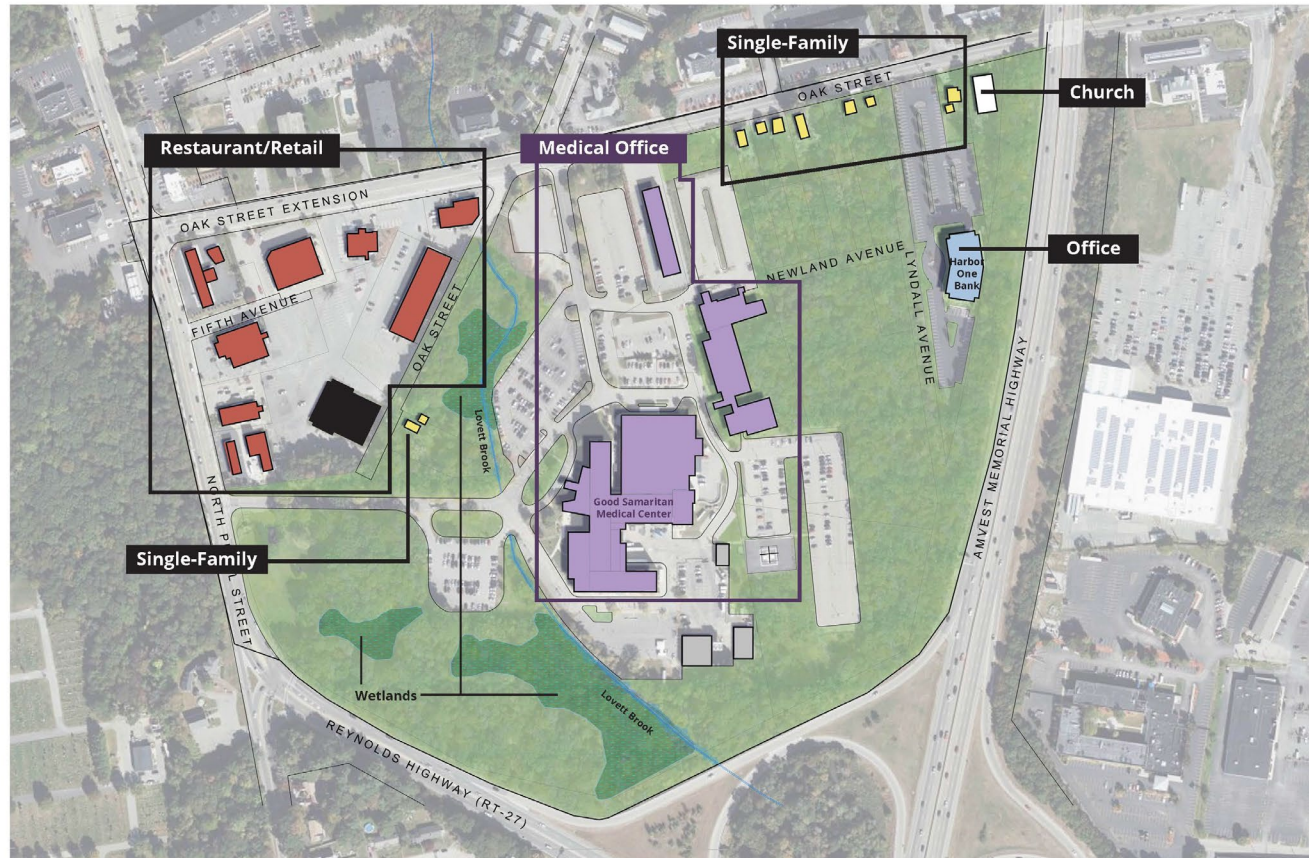 Single-Family
OAK STREET
Church
Restaurant/Retail
Medical Office
OAK STREET EXTENSION
NEWLAND AVENUE
LYNDALL AVENUE
Office
Harbor
One
Bank
FIFTH AVENUE
OAK STREET
Lovett Brook
AMVEST MEMORIAL HIGHWAY
Good Samaritan
Medical Center
NORTH
STREET
Single-Family
Wetlands
Lovett Brook
REYNOLDS HIGHWAY (RT-27)